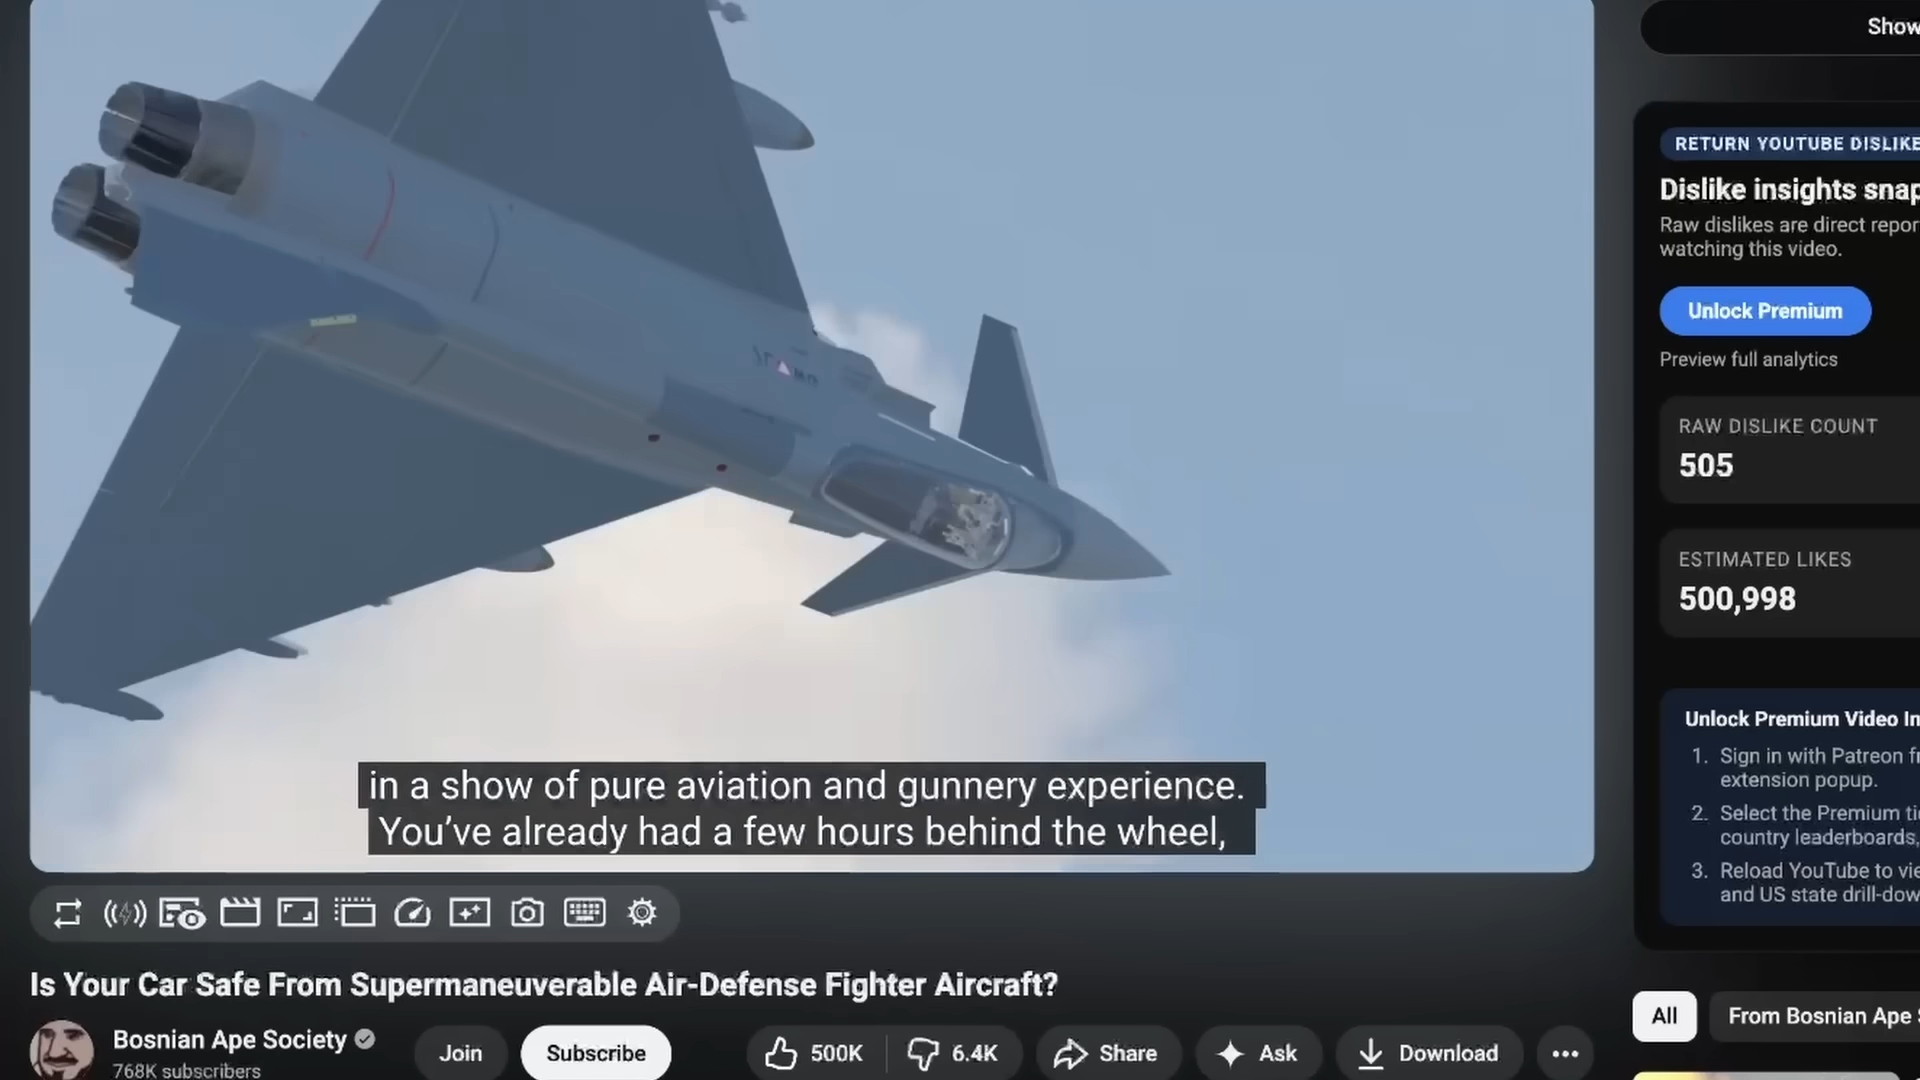 in a show of pure aviation and gunnery experience.
You’ve already had a few hours behind the wheel,
Is Your Car Safe From Supermaneuverable Air-Defense Fighter Aircraft?
Bosnian Ape Society
768K subscribers
Join
Subscribe
500K
6.4K
Share
Ask
Download
Show
RETURN YOUTUBE DISLIKE
Dislike insights snap
Raw dislikes are direct repor
watching this video.
Unlock Premium
Preview full analytics
RAW DISLIKE COUNT
505
ESTIMATED LIKES
500,998
Unlock Premium Video In
1. Sign in with Patreon fr
extension popup.
2. Select the Premium ti
country leaderboards,
3. Reload YouTube to vie
and US state drill-dow
All
From Bosnian Ape S